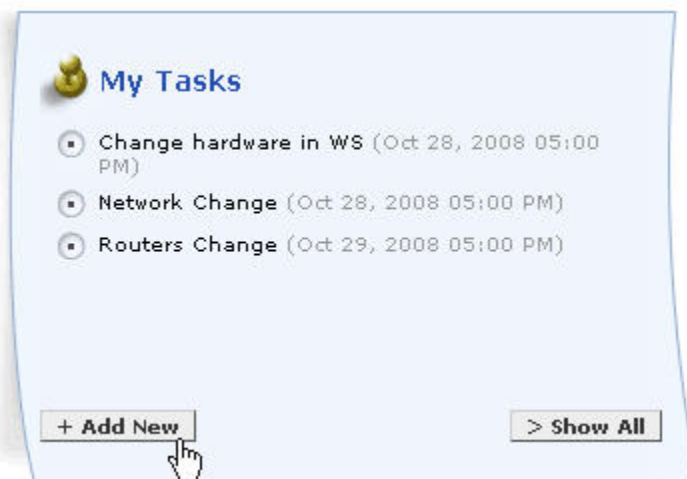 My Tasks
Change hardware in WS (Oct 28, 2008 05:00
PM)
Network Change (Oct 28, 2008 05:00 PM)
Routers Change (Oct 29, 2008 05:00 PM)
+ Add New
> Show All